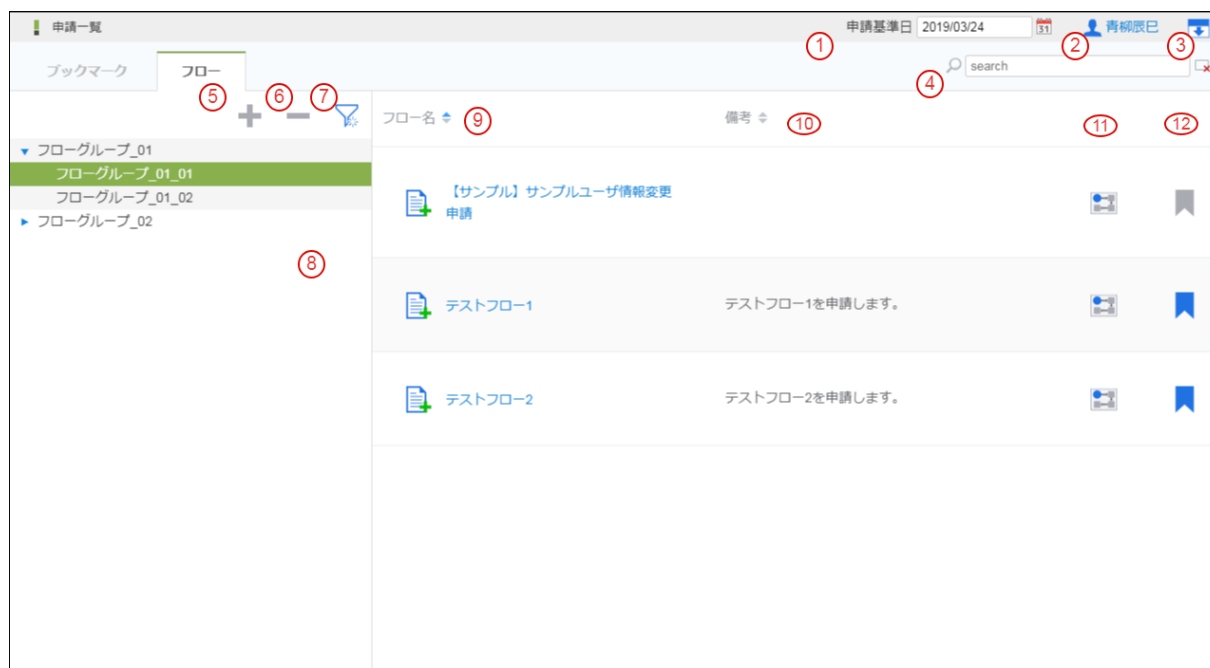 申請一覧
申請基準日 2019/03/24 31 青柳辰巳
① ② ③
ブックマーク フロー search
④
⑤ ⑥ ⑦
フロー名 ⑨ 備考 ⑩ ⑪ ⑫
フローグループ_01
フローグループ_01_01
フローグループ_01_02
フローグループ_02
⑧
【サンプル】サンプルユーザ情報変更
申請
テストフロー1 テストフロー1を申請します。
テストフロー2 テストフロー2を申請します。